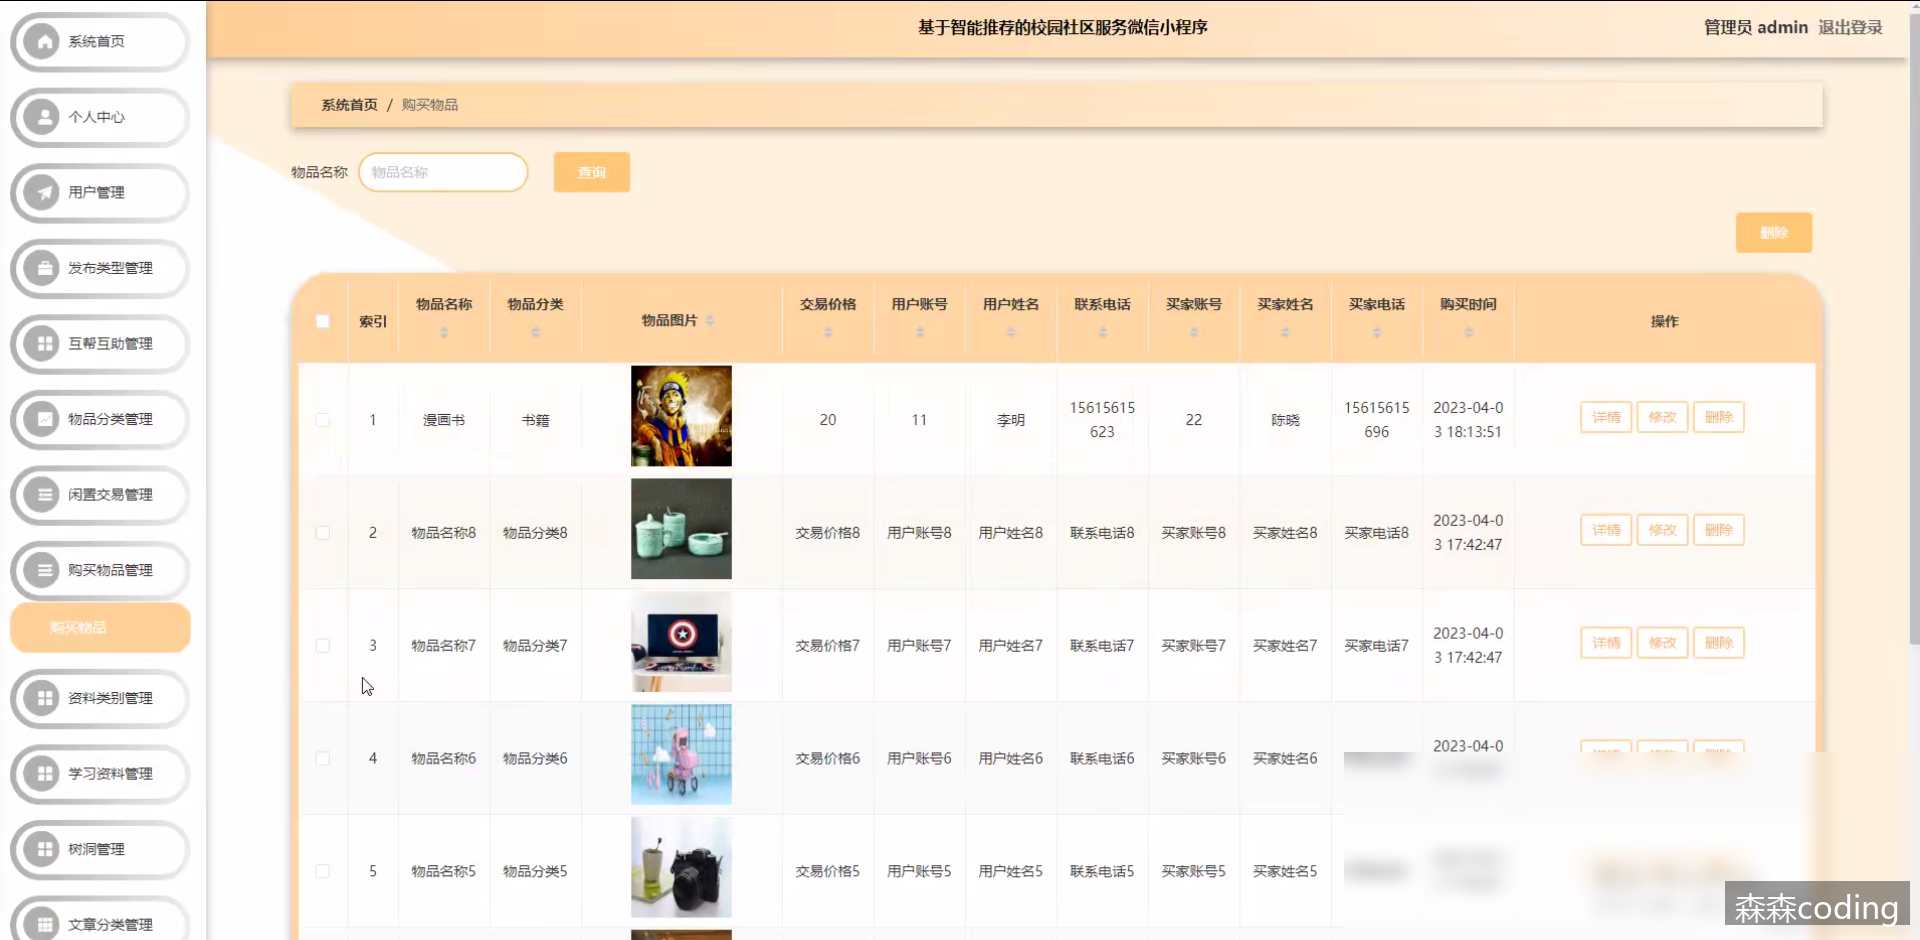 基于智能推荐的校园社区服务微信小程序
管理员 admin 退出登录
系统首页
个人中心
用户管理
发布类型管理
互帮互助管理
物品分类管理
闲置交易管理
购买物品管理
购买物品
资料类别管理
学习资料管理
树洞管理
文章分类管理
系统首页 / 购买物品
物品名称 物品名称 查询
删除
索引 物品名称 物品分类 物品图片 交易价格 用户账号 用户姓名 联系电话 买家账号 买家姓名 买家电话 购买时间 操作
1 漫画书 书籍 20 11 李明 15615615 22 陈晓 15615615 2023-04-0 详情 修改 删除
623 696 3 18:13:51
2 物品名称8 物品分类8 交易价格8 用户账号8 用户姓名8 联系电话8 买家账号8 买家姓名8 买家电话8 2023-04-0 详情 修改 删除
3 17:42:47
3 物品名称7 物品分类7 交易价格7 用户账号7 用户姓名7 联系电话7 买家账号7 买家姓名7 买家电话7 2023-04-0 详情 修改 删除
3 17:42:47
4 物品名称6 物品分类6 交易价格6 用户账号6 用户姓名6 联系电话6 买家账号6 买家姓名6 2023-04-0
5 物品名称5 物品分类5 交易价格5 用户账号5 用户姓名5 联系电话5 买家账号5 买家姓名5
森森coding